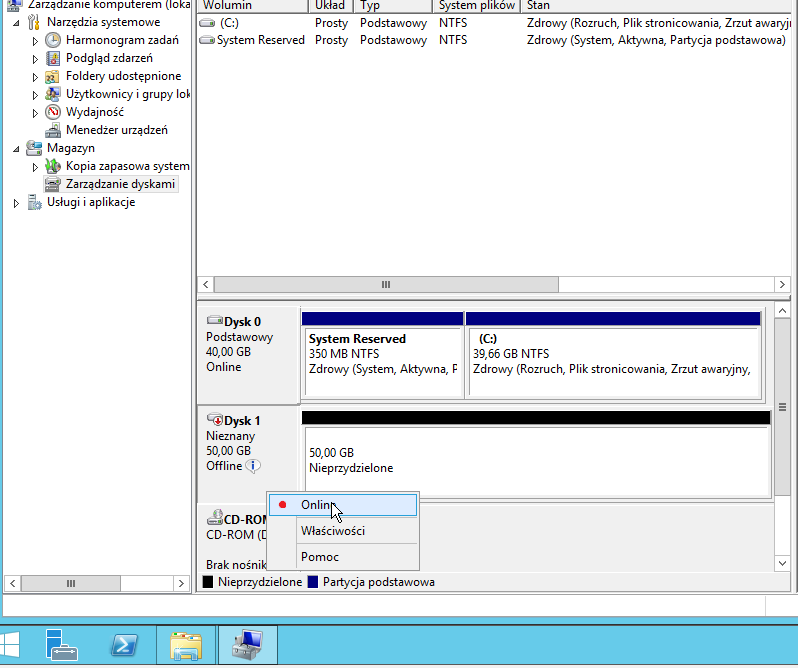 Zarządzanie komputerem (loka
Narzędzia systemowe
Harmonogram zadań
Podgląd zdarzeń
Foldery udostępnione
Użytkownicy i grupy lok
Wydajność
Menedżer urządzeń
Magazyn
Kopia zapasowa system
Zarządzanie dyskami
Usługi i aplikacje
Wolumin Układ Typ System plików Stan
(C:) Prosty Podstawowy NTFS Zdrowy (Rozruch, Plik stronicowania, Zrzut awaryj
System Reserved Prosty Podstawowy NTFS Zdrowy (System, Aktywna, Partycja podstawowa)
Dysk 0
Podstawowy
40,00 GB
Online
System Reserved
350 MB NTFS
Zdrowy (System, Aktywna, P
(C:)
39,66 GB NTFS
Zdrowy (Rozruch, Plik stronicowania, Zrzut awaryjny,
Dysk 1
Nieznany
50,00 GB
Offline
50,00 GB
Nieprzydzielone
CD-ROM
CD-ROM (D
Brak nośnik
Online
Właściwości
Pomoc
Nieprzydzielone Partycja podstawowa